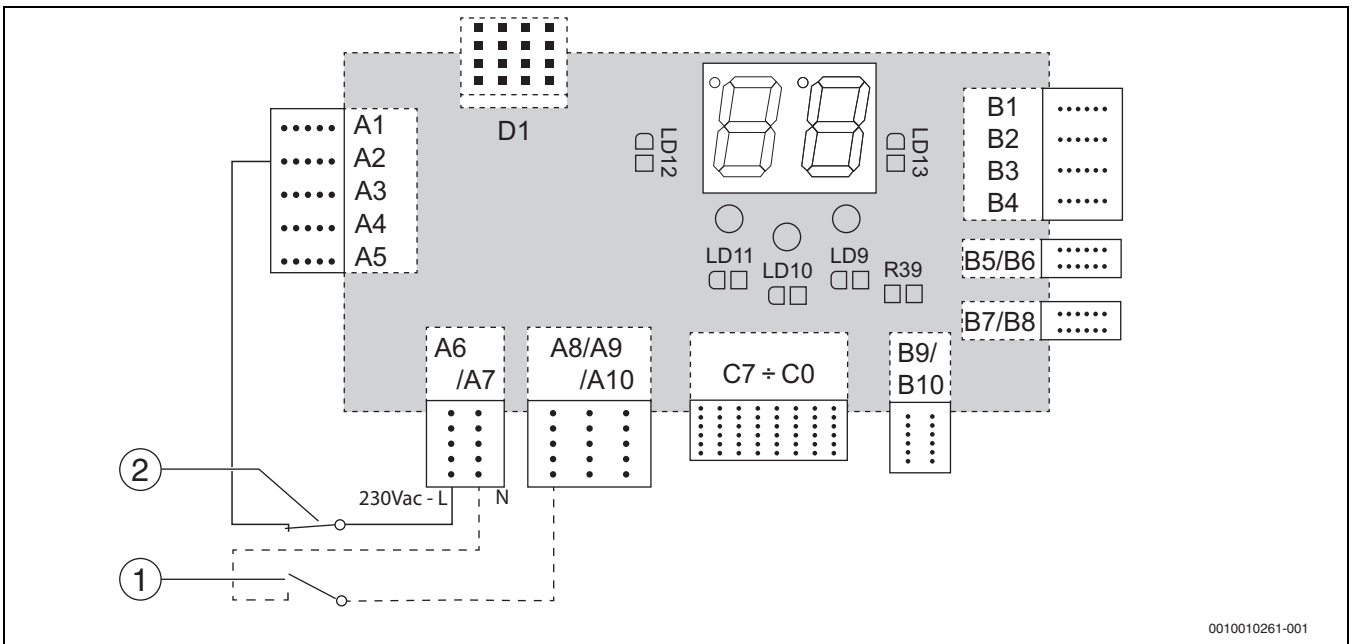 D1
A1
A2
A3
A4
A5
LD12
LD13
B1
B2
B3
B4
LD11
LD10
LD9
R39
B5/B6
B7/B8
A6
/A7
A8/A9
/A10
C7 ÷ C0
B9/
B10
2
230Vac - L
N
1
0010010261-001